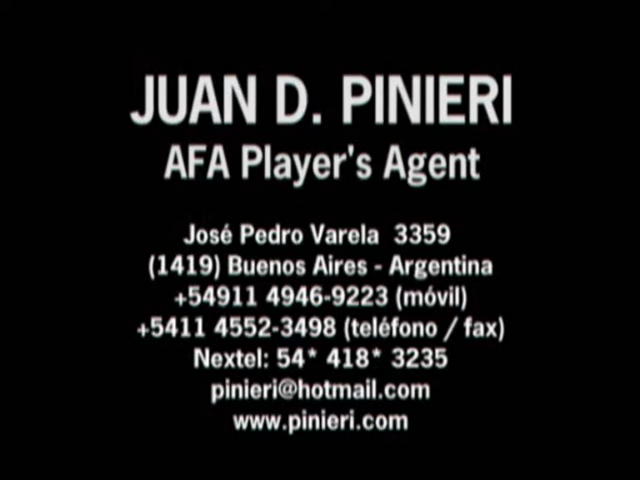 JUAN D. PINIERI
AFA Player's Agent
José Pedro Varela 3359
(1419) Buenos Aires - Argentina
+54911 4946-9223 (móvil)
+5411 4552-3498 (teléfono / fax)
Nextel: 54* 418* 3235
pinieri@hotmail.com
www.pinieri.com